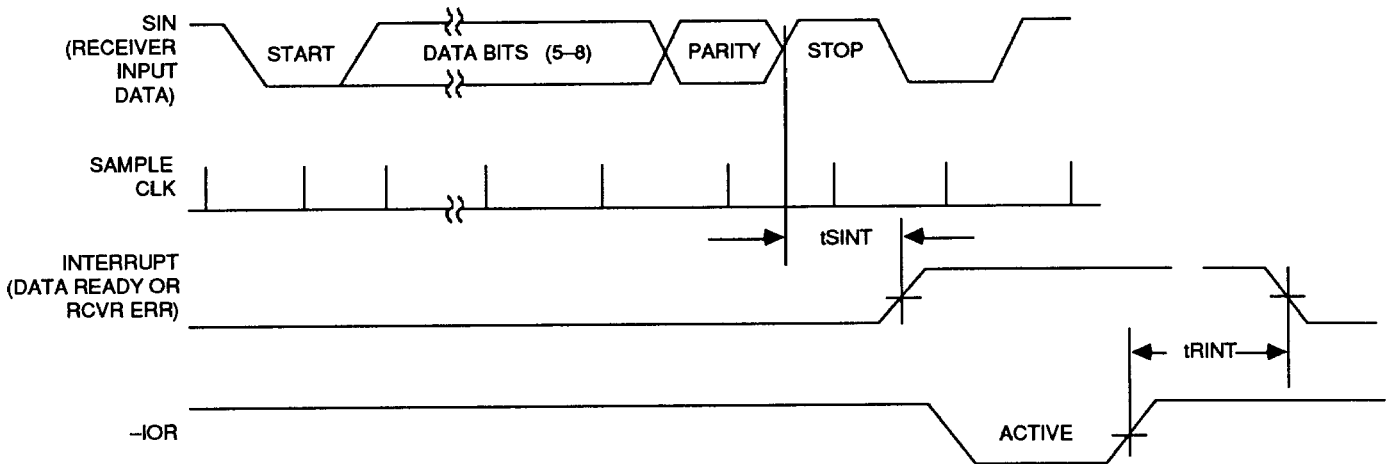 SIN
(RECEIVER
INPUT
DATA)
START
DATA BITS (5–8)
PARITY
STOP
SAMPLE
CLK
tSINT
INTERRUPT
(DATA READY OR
RCVR ERR)
tRINT
–IOR
ACTIVE